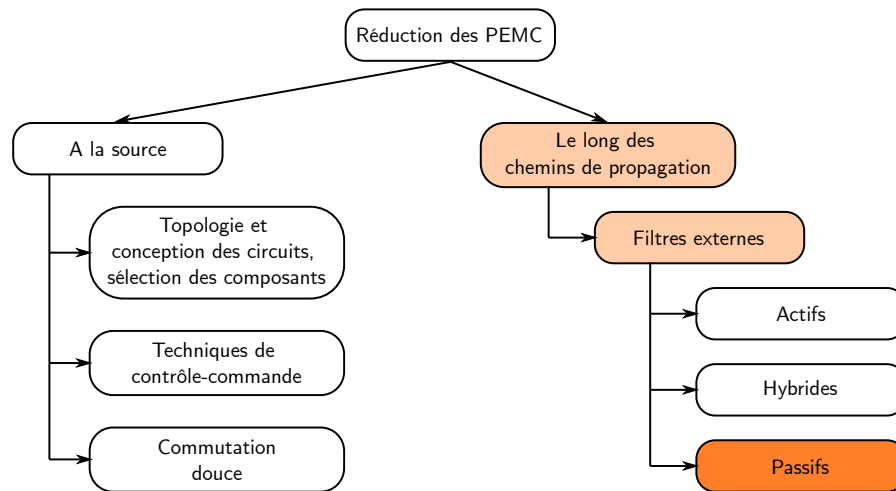 Réduction des PEMC
A la source
Topologie et
conception des circuits,
sélection des composants
Techniques de
contrôle-commande
Commutation
douce
Le long des
chemins de propagation
Filtres externes
Actifs
Hybrides
Passifs